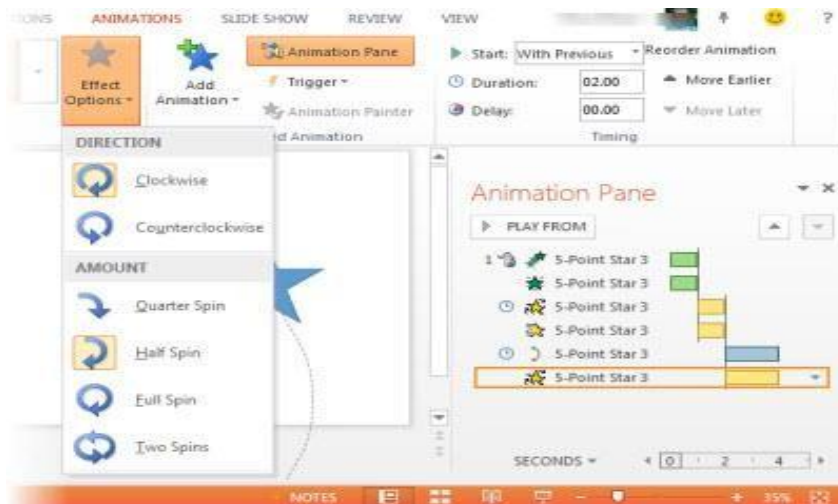 IONS ANIMATIONS SLIDE SHOW REVIEW VIEW ?
Effect Options
Add Animation
Animation Pane
Trigger
Animation Painter
d Animation
Start: With Previous
Duration: 02.00
Delay: 00.00
Reorder Animation
Move Earlier
Move Later
Timing
DIRECTION
Clockwise
Counterclockwise
AMOUNT
Quarter Spin
Half Spin
Full Spin
Two Spins
Animation Pane
PLAY FROM
1 5-Point Star 3
5-Point Star 3
5-Point Star 3
5-Point Star 3
5-Point Star 3
5-Point Star 3
SECONDS 0 2 4
NOTES 35%